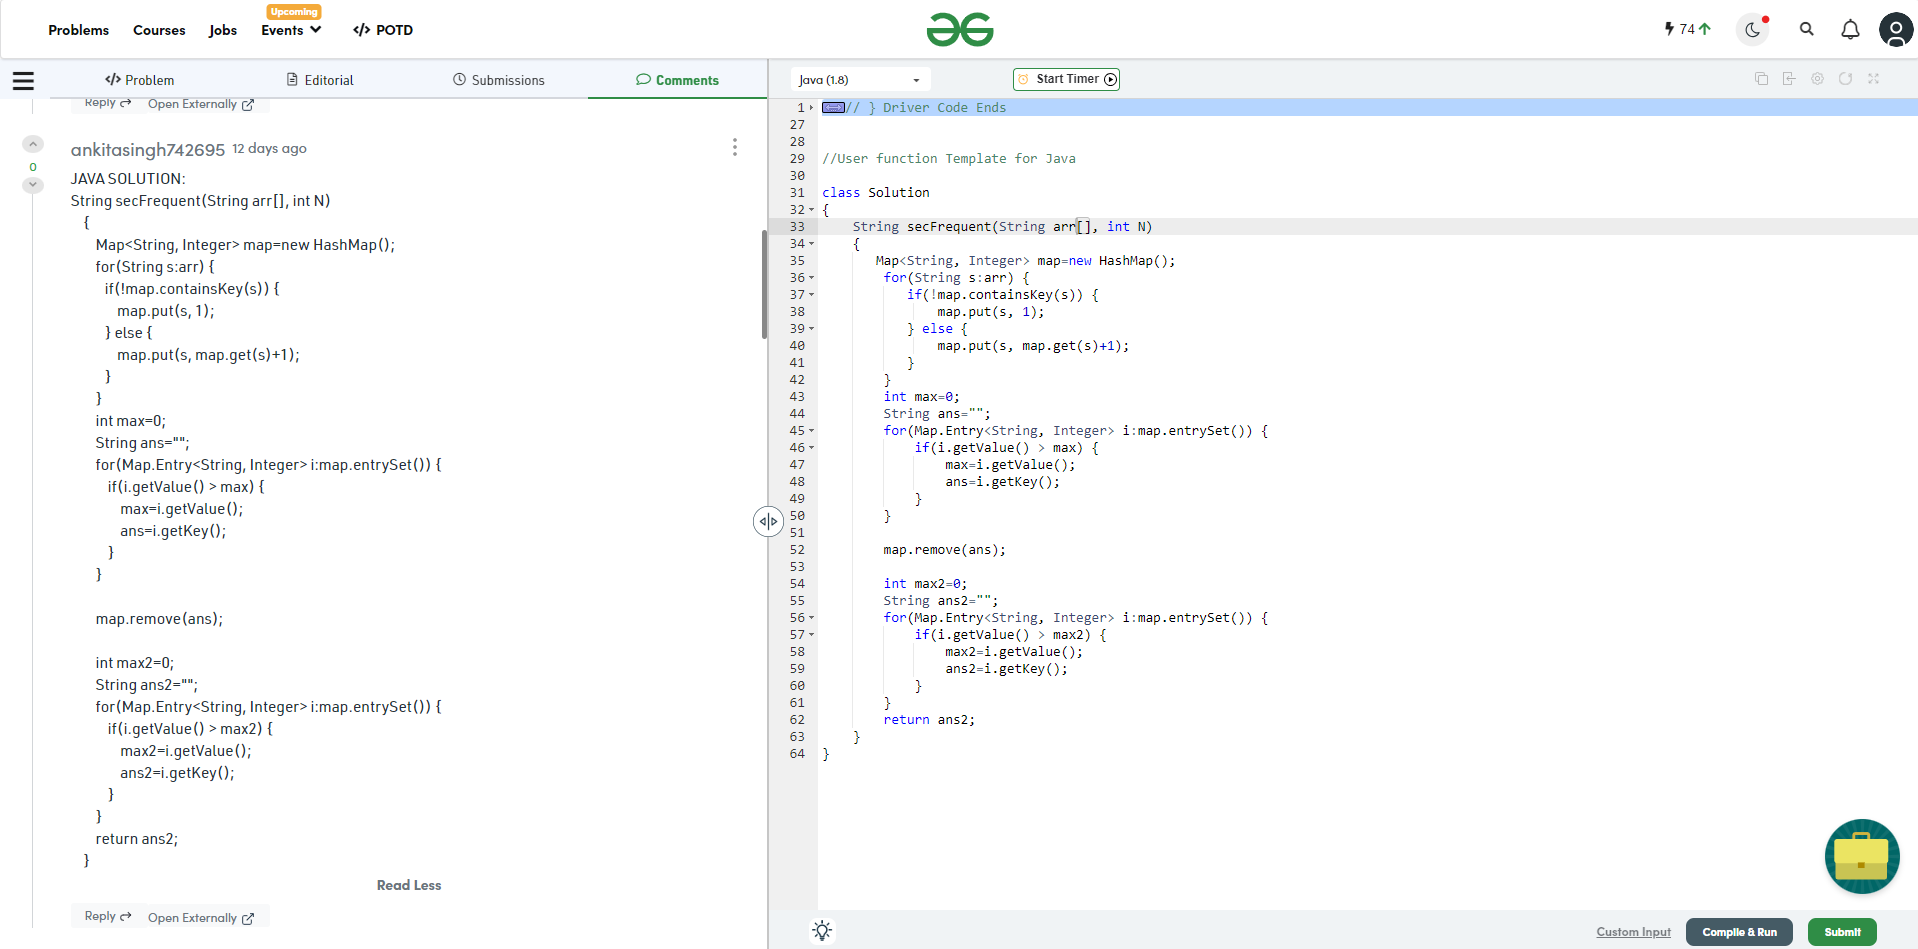 Problems Courses Jobs Upcoming Events </> POTD 74
</> Problem Editorial Submissions Comments
Java (1.8) Start Timer
Reply Open Externally
ankitasingh742695 12 days ago
0
JAVA SOLUTION:
String secFrequent(String arr[], int N)
{
Map<String, Integer> map=new HashMap();
for(String s:arr) {
if(!map.containsKey(s)) {
map.put(s, 1);
} else {
map.put(s, map.get(s)+1);
}
}
int max=0;
String ans="";
for(Map.Entry<String, Integer> i:map.entrySet()) {
if(i.getValue() > max) {
max=i.getValue();
ans=i.getKey();
}
}
map.remove(ans);
int max2=0;
String ans2="";
for(Map.Entry<String, Integer> i:map.entrySet()) {
if(i.getValue() > max2) {
max2=i.getValue();
ans2=i.getKey();
}
}
return ans2;
}
Read Less
Reply Open Externally
1 // } Driver Code Ends
27
28
29 //User function Template for Java
30
31 class Solution
32 {
33 String secFrequent(String arr[], int N)
34 {
35 Map<String, Integer> map=new HashMap();
36 for(String s:arr) {
37 if(!map.containsKey(s)) {
38 map.put(s, 1);
39 } else {
40 map.put(s, map.get(s)+1);
41 }
42 }
43 int max=0;
44 String ans="";
45 for(Map.Entry<String, Integer> i:map.entrySet()) {
46 if(i.getValue() > max) {
47 max=i.getValue();
48 ans=i.getKey();
49 }
50 }
51
52 map.remove(ans);
53
54 int max2=0;
55 String ans2="";
56 for(Map.Entry<String, Integer> i:map.entrySet()) {
57 if(i.getValue() > max2) {
58 max2=i.getValue();
59 ans2=i.getKey();
60 }
61 }
62 return ans2;
63 }
64 }
Custom Input Compile & Run Submit